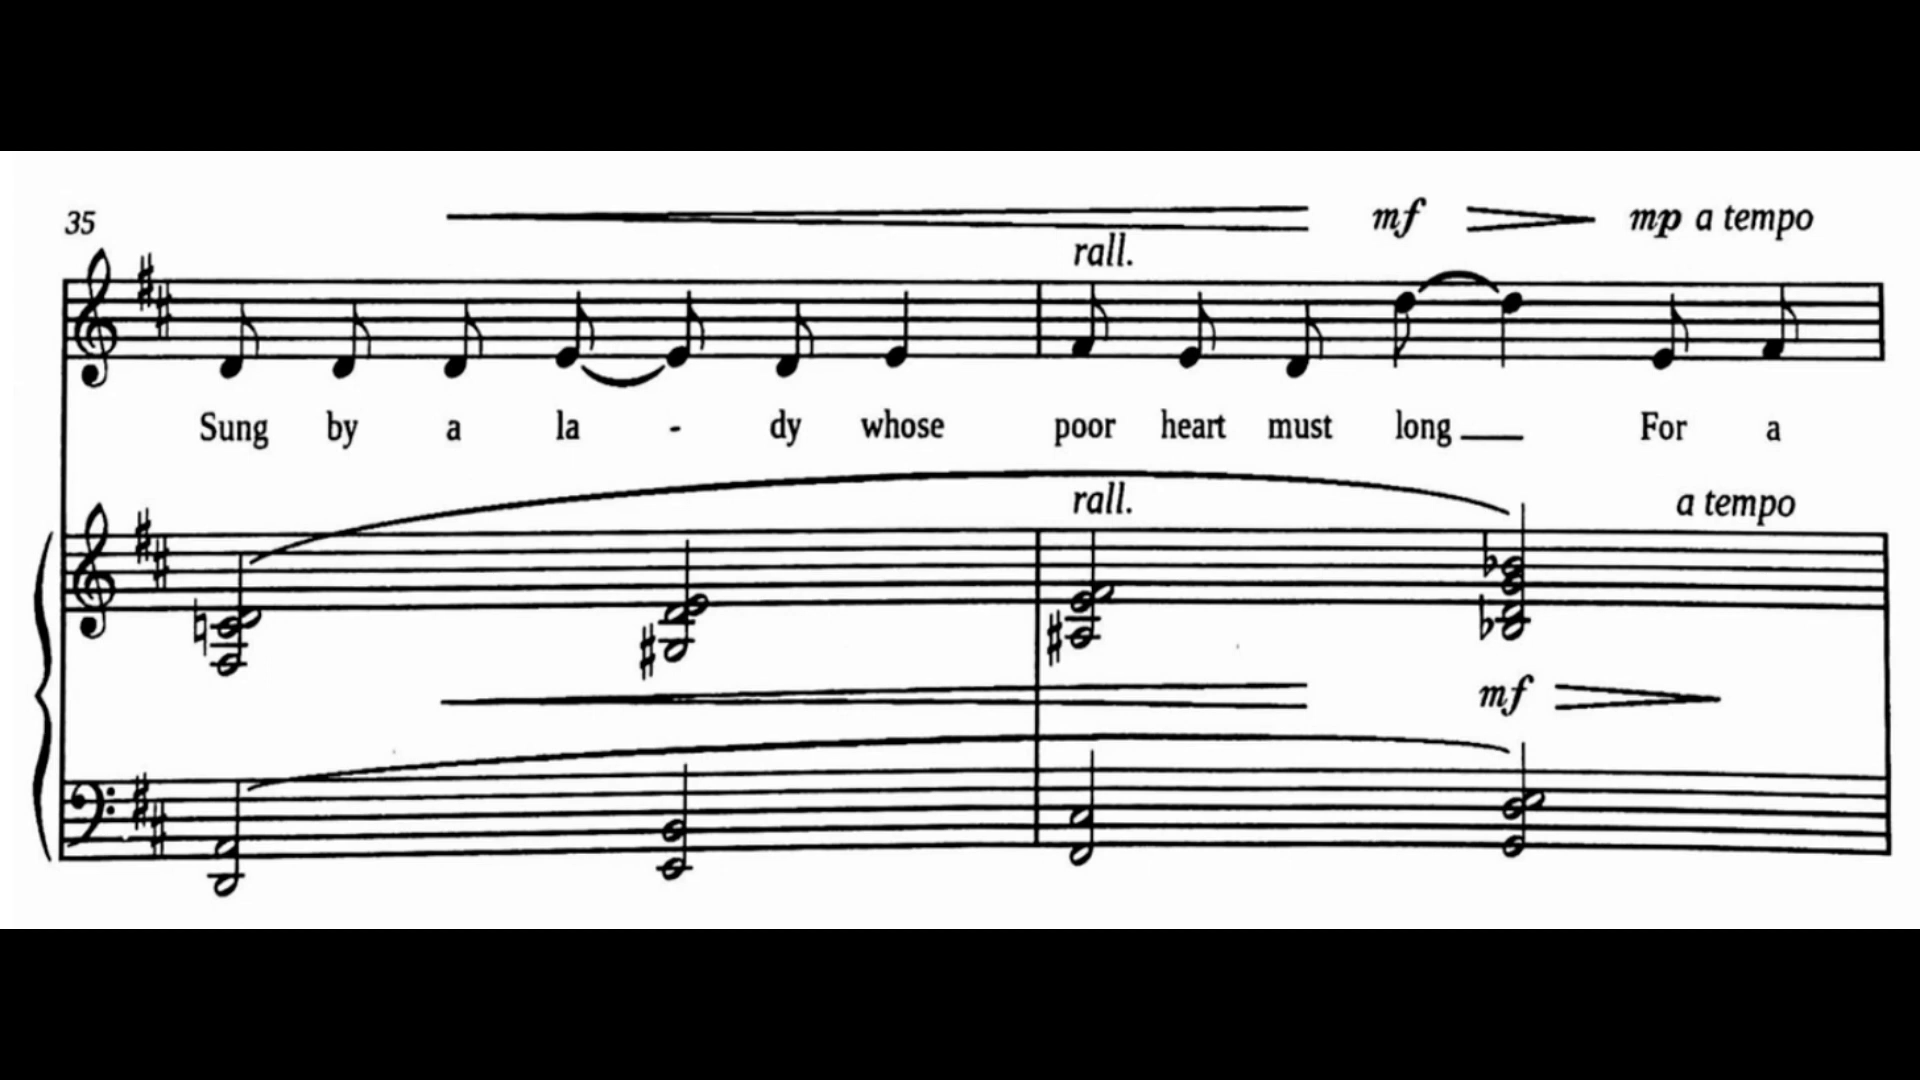 35
mf mp a tempo
rall.
Sung by a la - dy whose poor heart must long For a
rall. a tempo
mf